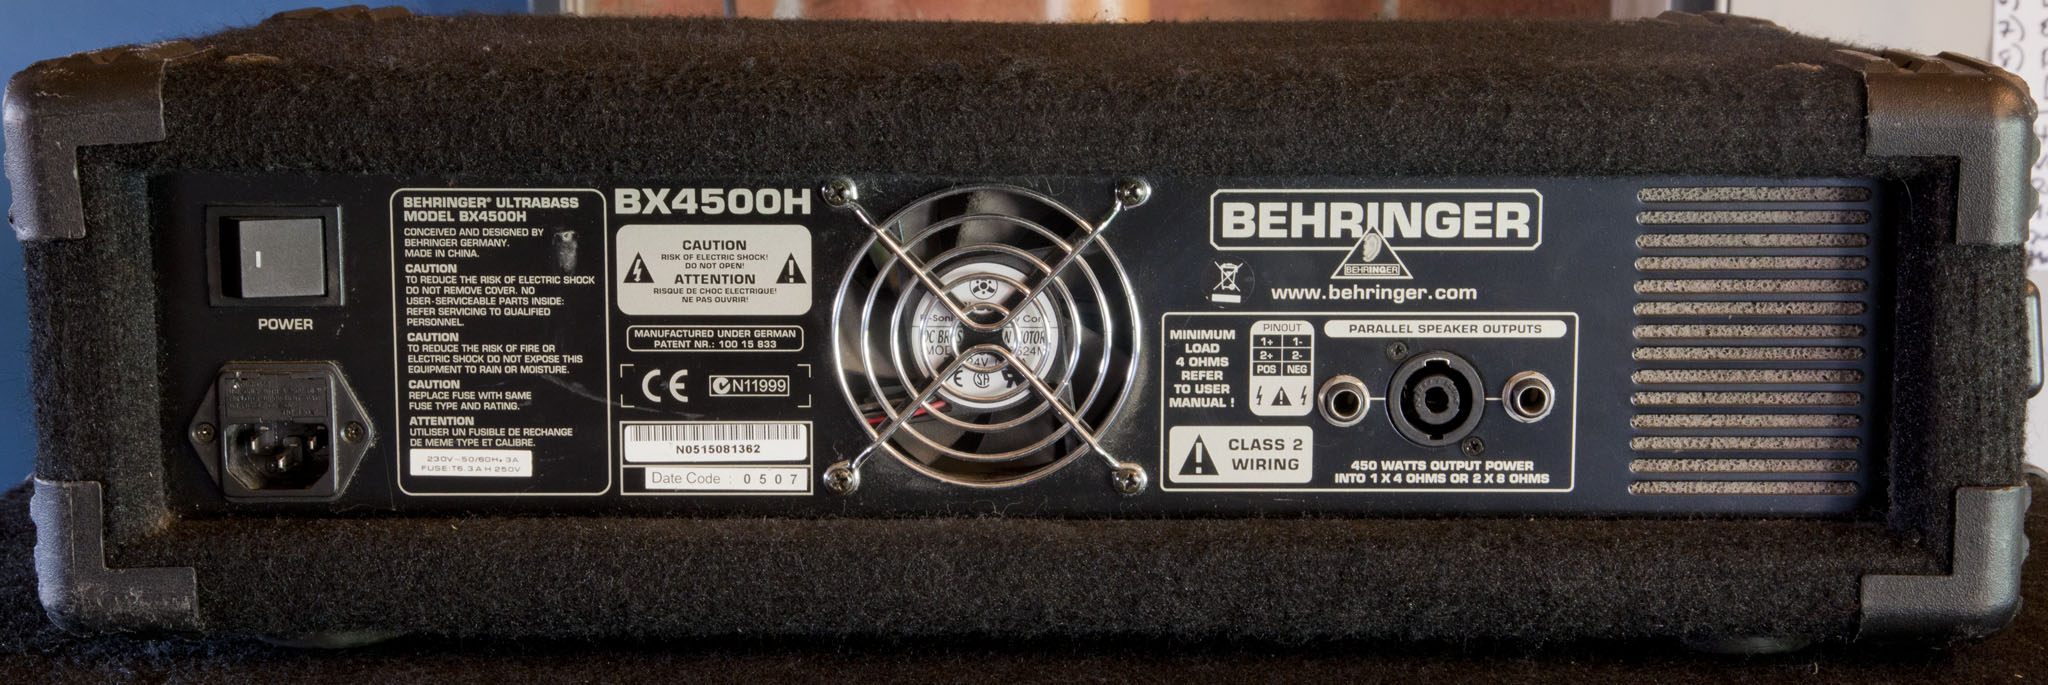 POWER
BEHRINGER® ULTRABASS
MODEL BX4500H
CONCEIVED AND DESIGNED BY
BEHRINGER GERMANY.
MADE IN CHINA.
CAUTION
TO REDUCE THE RISK OF ELECTRIC SHOCK
DO NOT REMOVE COVER. NO
USER-SERVICEABLE PARTS INSIDE:
REFER SERVICING TO QUALIFIED
PERSONNEL.
CAUTION
TO REDUCE THE RISK OF FIRE OR
ELECTRIC SHOCK DO NOT EXPOSE THIS
EQUIPMENT TO RAIN OR MOISTURE.
CAUTION
REPLACE FUSE WITH SAME
FUSE TYPE AND RATING.
ATTENTION
UTILISER UN FUSIBLE DE RECHANGE
DE MEME TYPE ET CALIBRE.
230V~50/60Hz 3A
FUSE:T6.3A H 250V
BX4500H
CAUTION
RISK OF ELECTRIC SHOCK!
DO NOT OPEN!
ATTENTION
RISQUE DE CHOC ELECTRIQUE!
NE PAS OUVRIR!
MANUFACTURED UNDER GERMAN
PATENT NR.: 100 15 833
CE N11999
N0515081362
Date Code : 0 5 0 7
BEHRINGER
BEHRINGER
www.behringer.com
MINIMUM
LOAD
4 OHMS
REFER
TO USER
MANUAL !
PINOUT
1+ 1-
2+ 2-
POS NEG
PARALLEL SPEAKER OUTPUTS
CLASS 2
WIRING
450 WATTS OUTPUT POWER
INTO 1 X 4 OHMS OR 2 X 8 OHMS